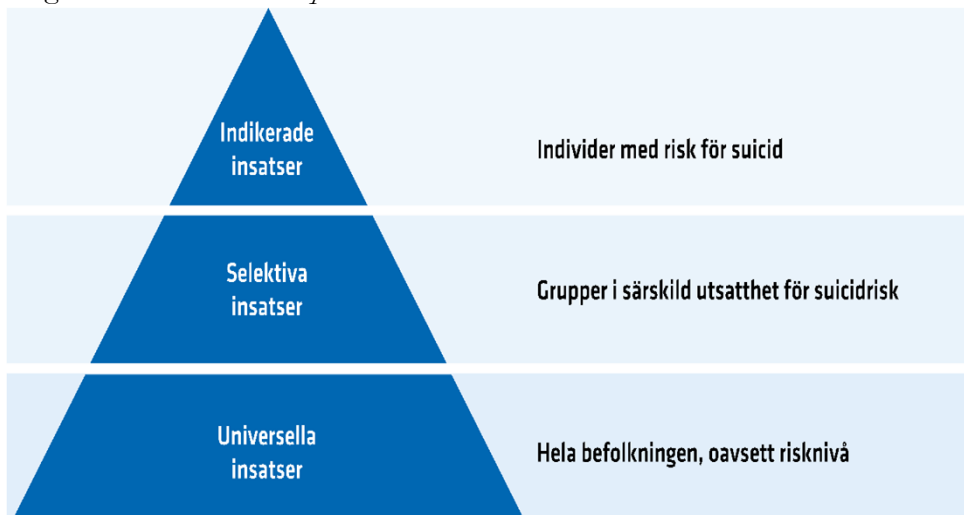 Indikerade
insatser
Individer med risk för suicid
Selektiva
insatser
Grupper i särskild utsatthet för suicidrisk
Universella
insatser
Hela befolkningen, oavsett risknivå